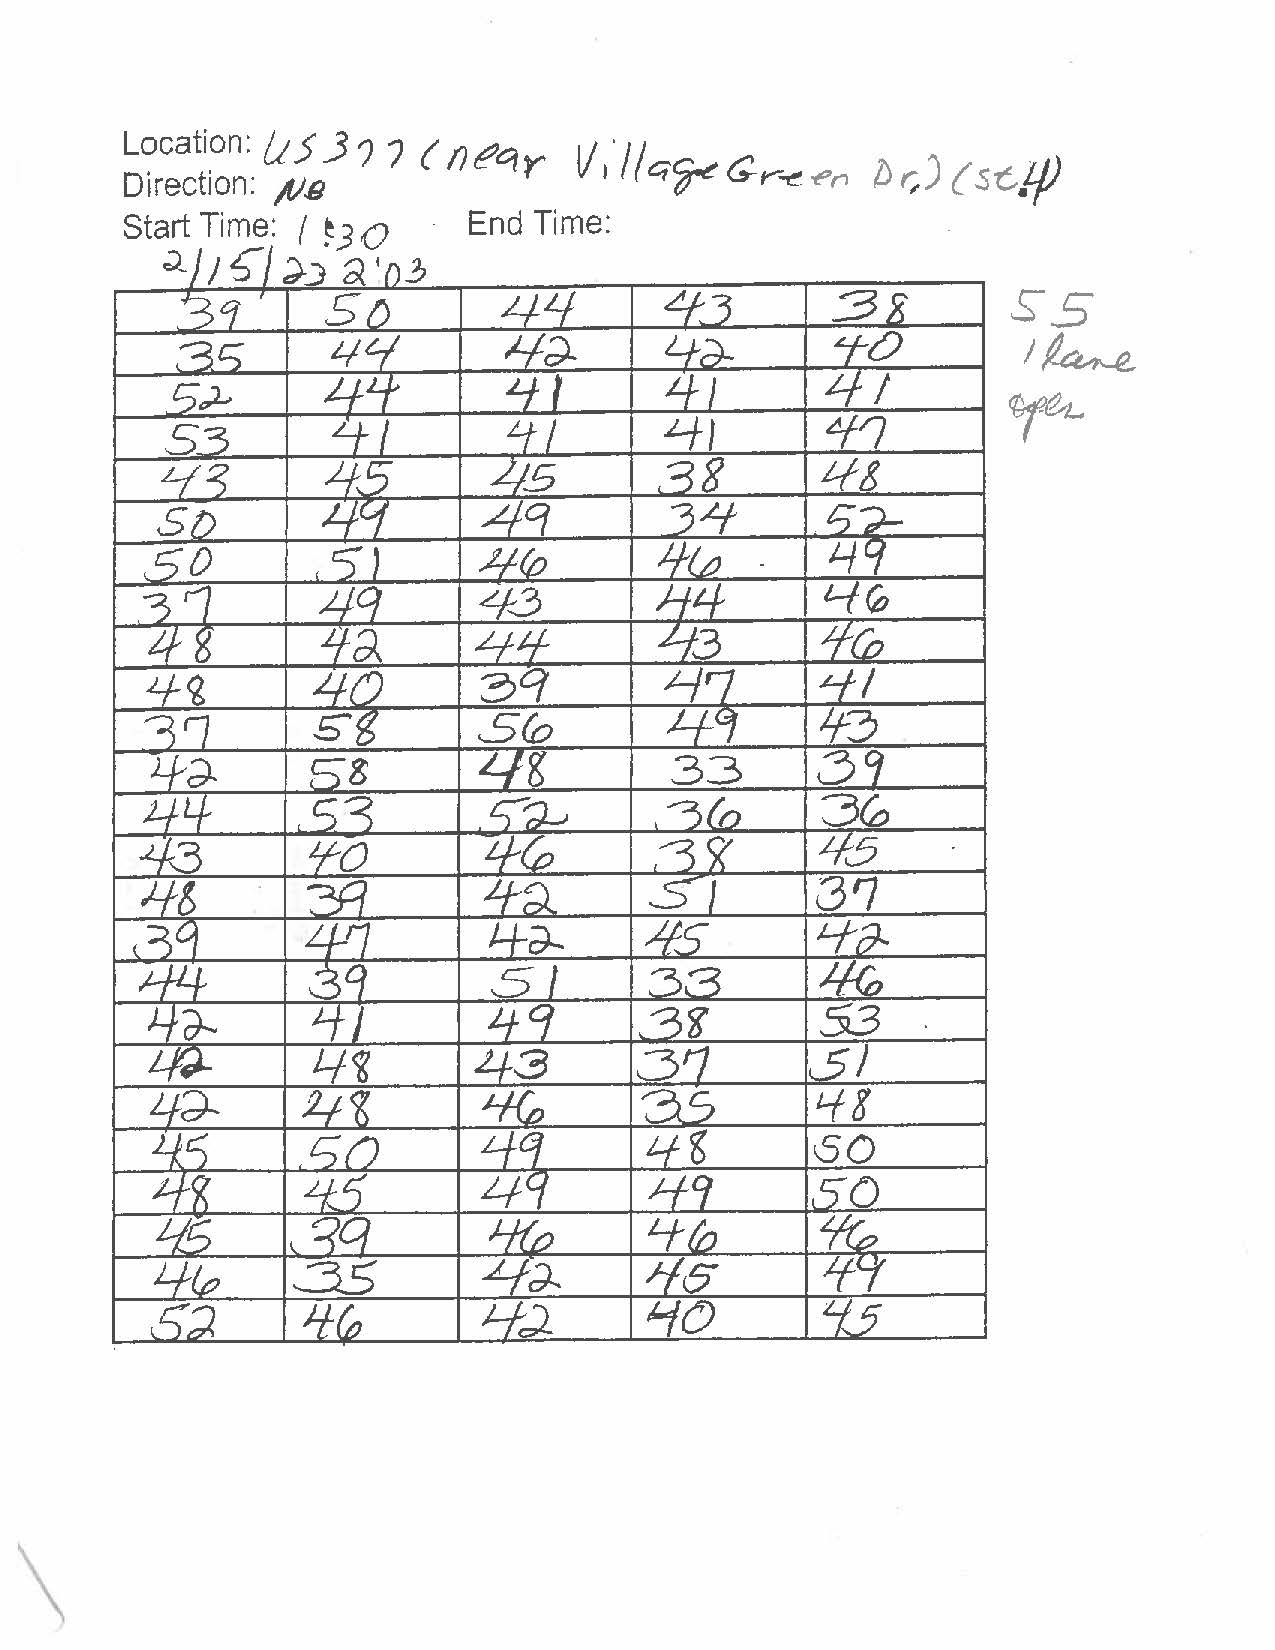 Location: US 377 (near Village Green Dr.) (St. 4)
Direction: NB
Start Time: 1:30 End Time:
2/15/23 2:03
39 50 44 43 38 55
35 44 42 42 40 1 lane
52 44 41 41 41 open
53 41 41 41 47
43 45 45 38 48
50 49 49 34 52
50 51 46 46 49
37 49 43 44 46
48 42 44 43 46
48 40 39 47 41
37 58 56 49 43
42 58 48 33 39
44 53 52 36 36
43 40 46 38 45
48 39 42 51 37
39 47 42 45 42
44 39 51 33 46
42 41 49 38 53
42 48 43 37 51
42 48 46 35 48
45 50 49 48 50
48 45 49 49 50
45 39 46 46 46
46 35 42 45 49
52 46 42 40 45